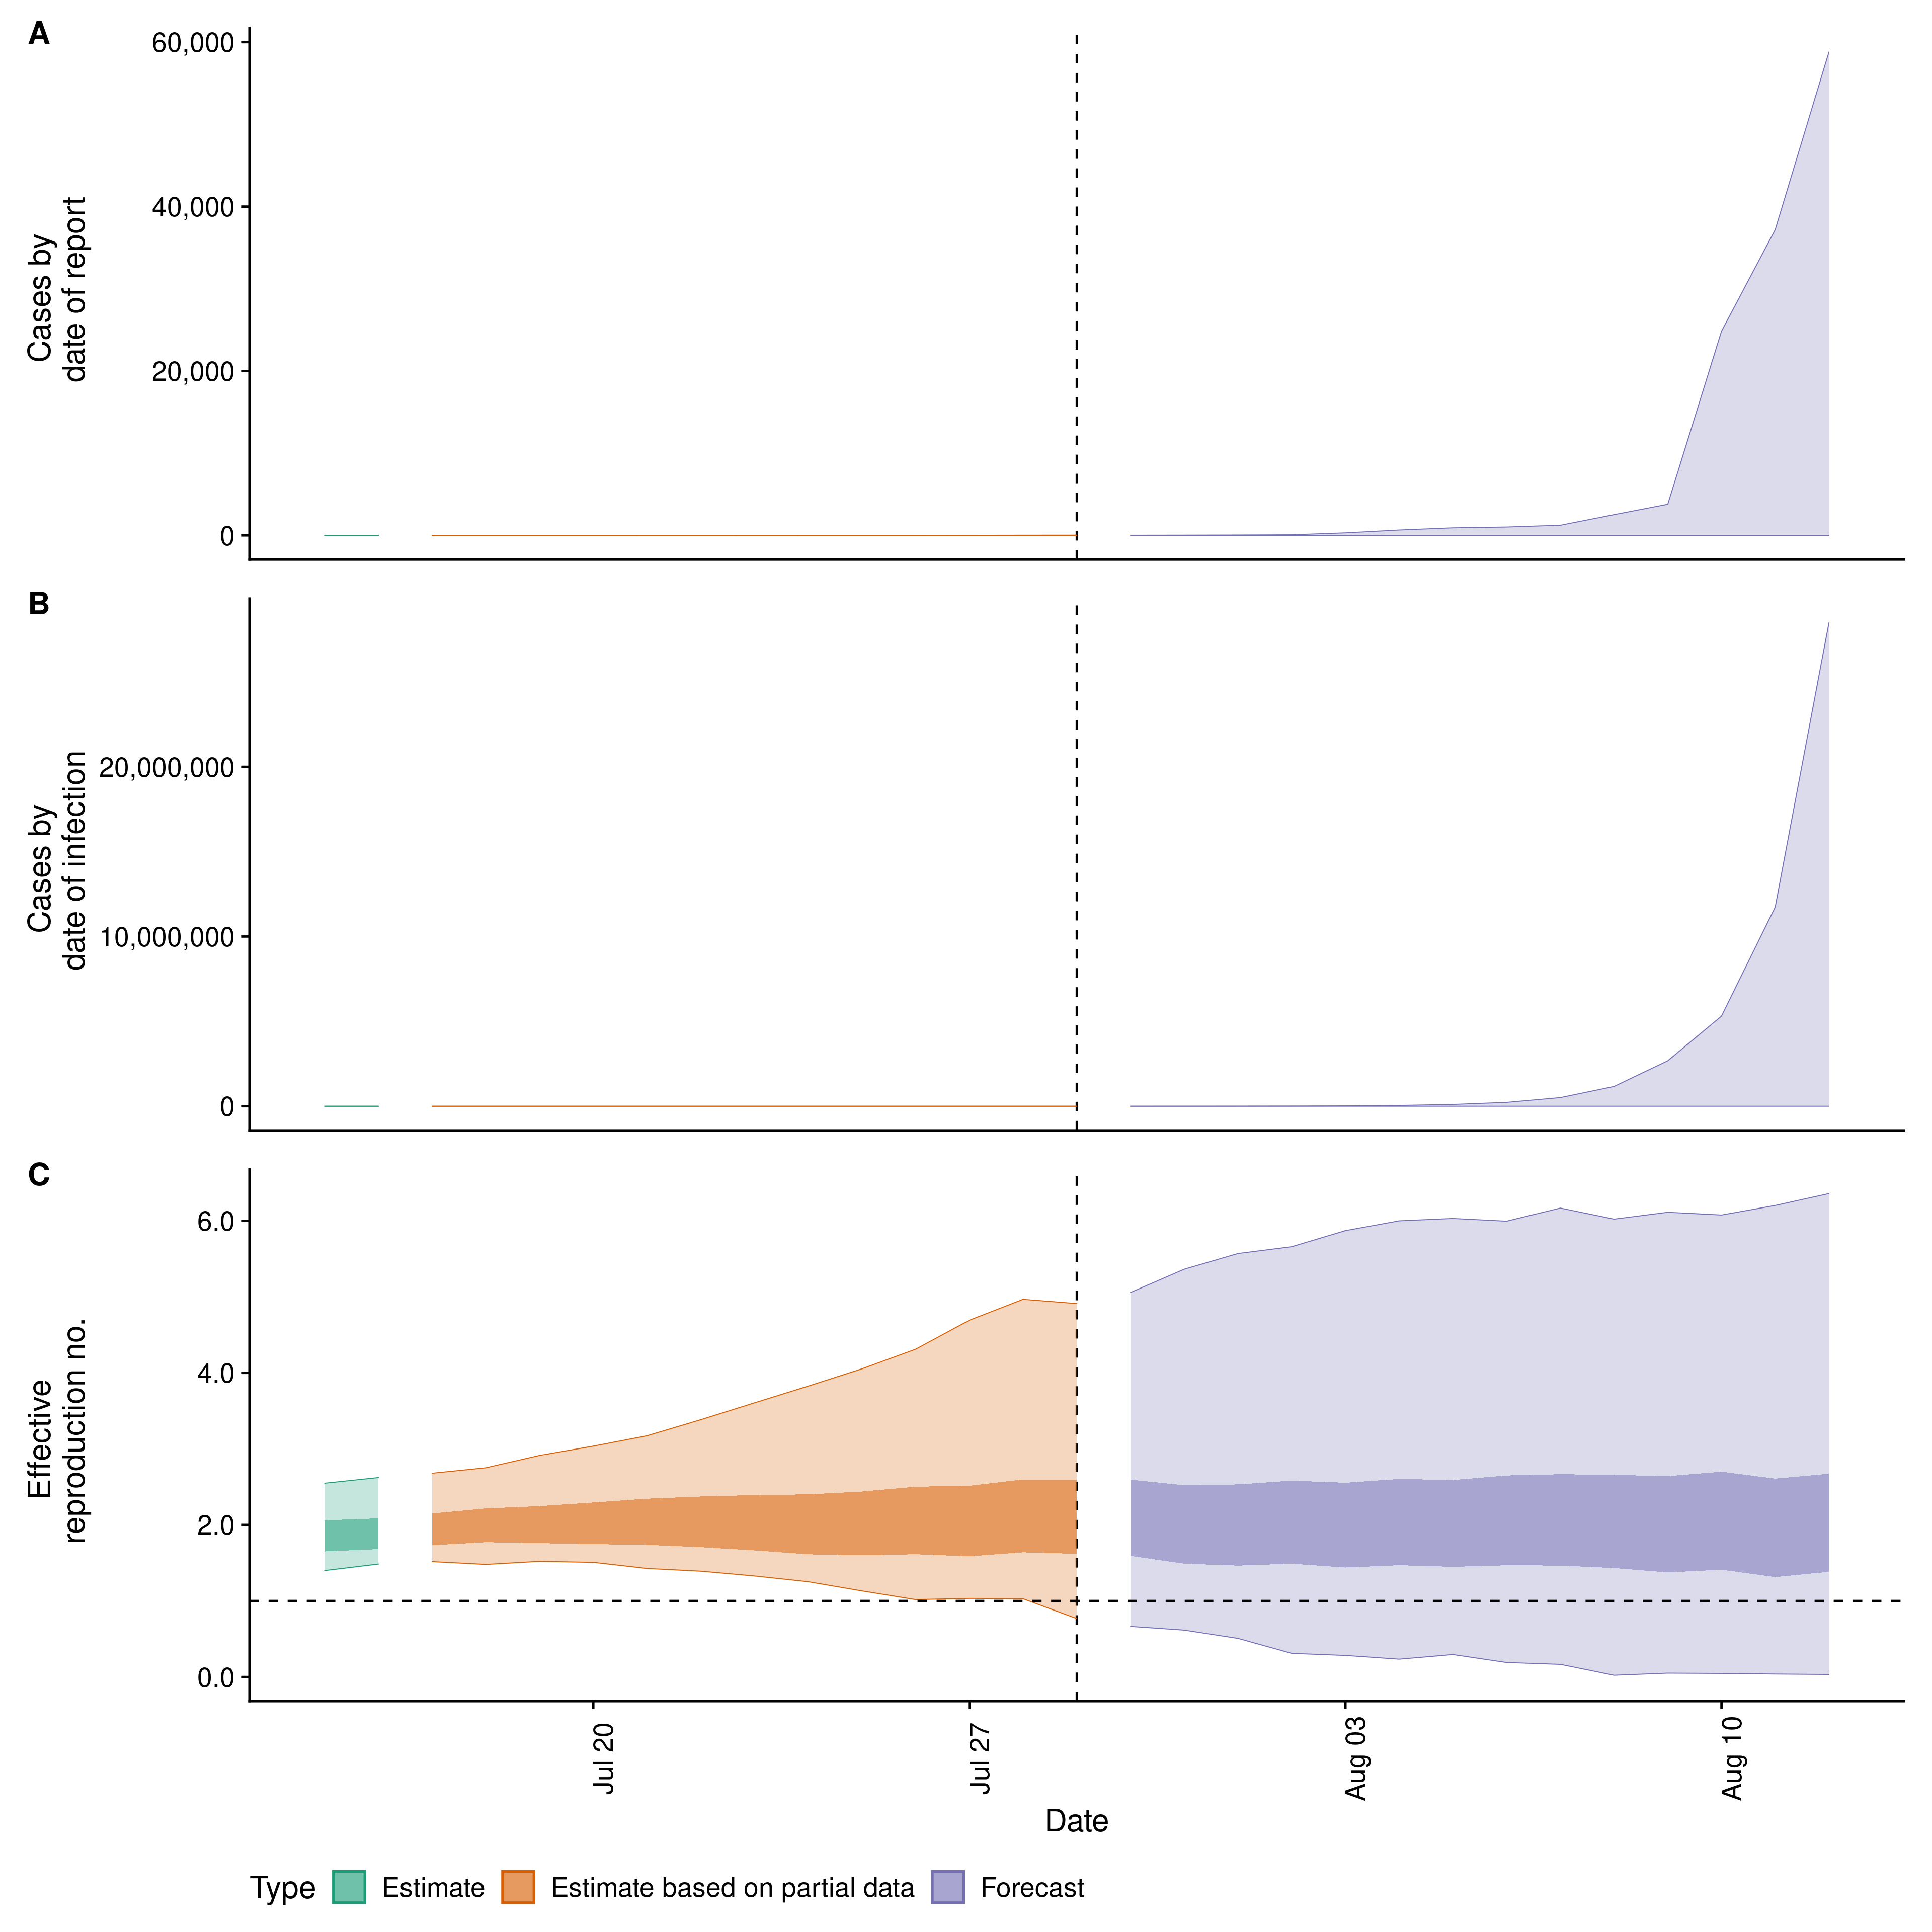 A
60,000
40,000
20,000
0
Cases by
date of report
B
20,000,000
10,000,000
0
Cases by
date of infection
C
6.0
4.0
2.0
0.0
Effective
reproduction no.
Jul 20
Jul 27
Aug 03
Aug 10
Date
Type Estimate Estimate based on partial data Forecast